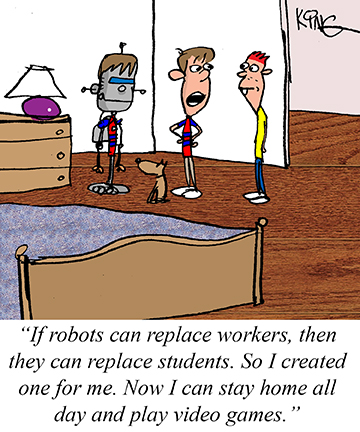 KING
“If robots can replace workers, then
they can replace students. So I created
one for me. Now I can stay home all
day and play video games.”